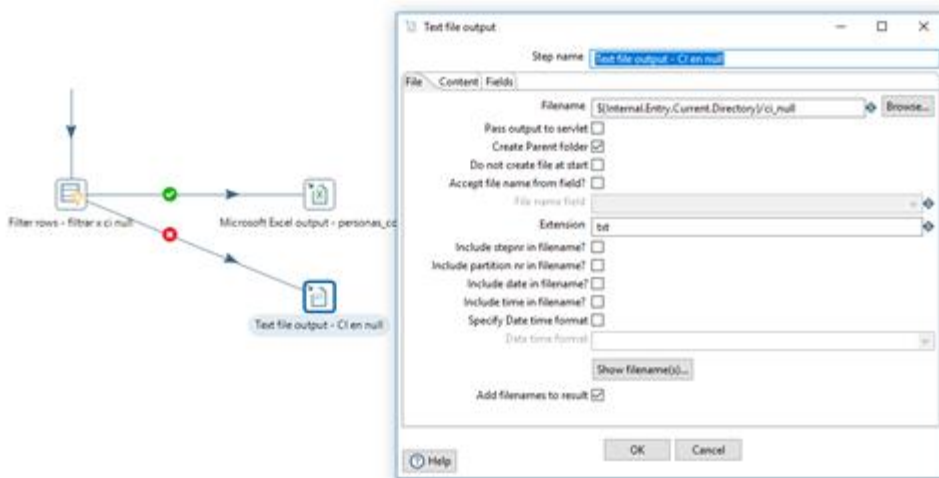 Filter rows - filtrar x ci null
Microsoft Excel output - personas_cc
Text file output - CI en null
Text file output
Step name Text file output - CI en null
File Content Fields
Filename ${Internal.Entry.Current.Directory}/ci_null Browse...
Pass output to servlet
Create Parent folder
Do not create file at start
Accept file name from field?
File name field
Extension txt
Include stepnr in filename?
Include partition nr in filename?
Include date in filename?
Include time in filename?
Specify Date time format
Date time format
Show filename(s)...
Add filenames to result
OK Cancel
Help